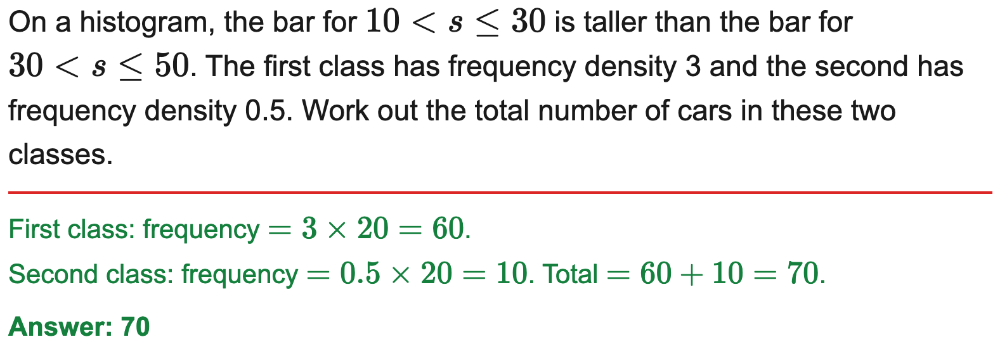 On a histogram, the bar for 10 < s ≤ 30 is taller than the bar for
30 < s ≤ 50. The first class has frequency density 3 and the second has
frequency density 0.5. Work out the total number of cars in these two
classes.
First class: frequency = 3 × 20 = 60.
Second class: frequency = 0.5 × 20 = 10. Total = 60 + 10 = 70.
Answer: 70